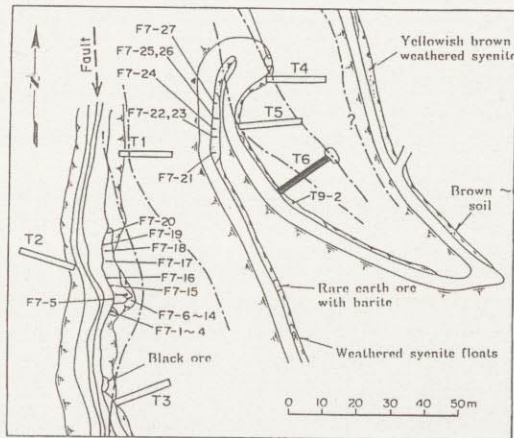 N
Fault
F7-27
F7-25, 26
F7-24
F7-22, 23
F7-21
T1
T4
T5
T6
T9-2
?
Yellowish brown
weathered syenite
Brown ~
soil
T2
F7-20
F7-19
F7-18
F7-17
F7-16
F7-15
F7-5
F7-6~14
F7-1~4
Black ore
T3
Rare earth ore
with barite
Weathered syenite floats
0 10 20 30 40 50m